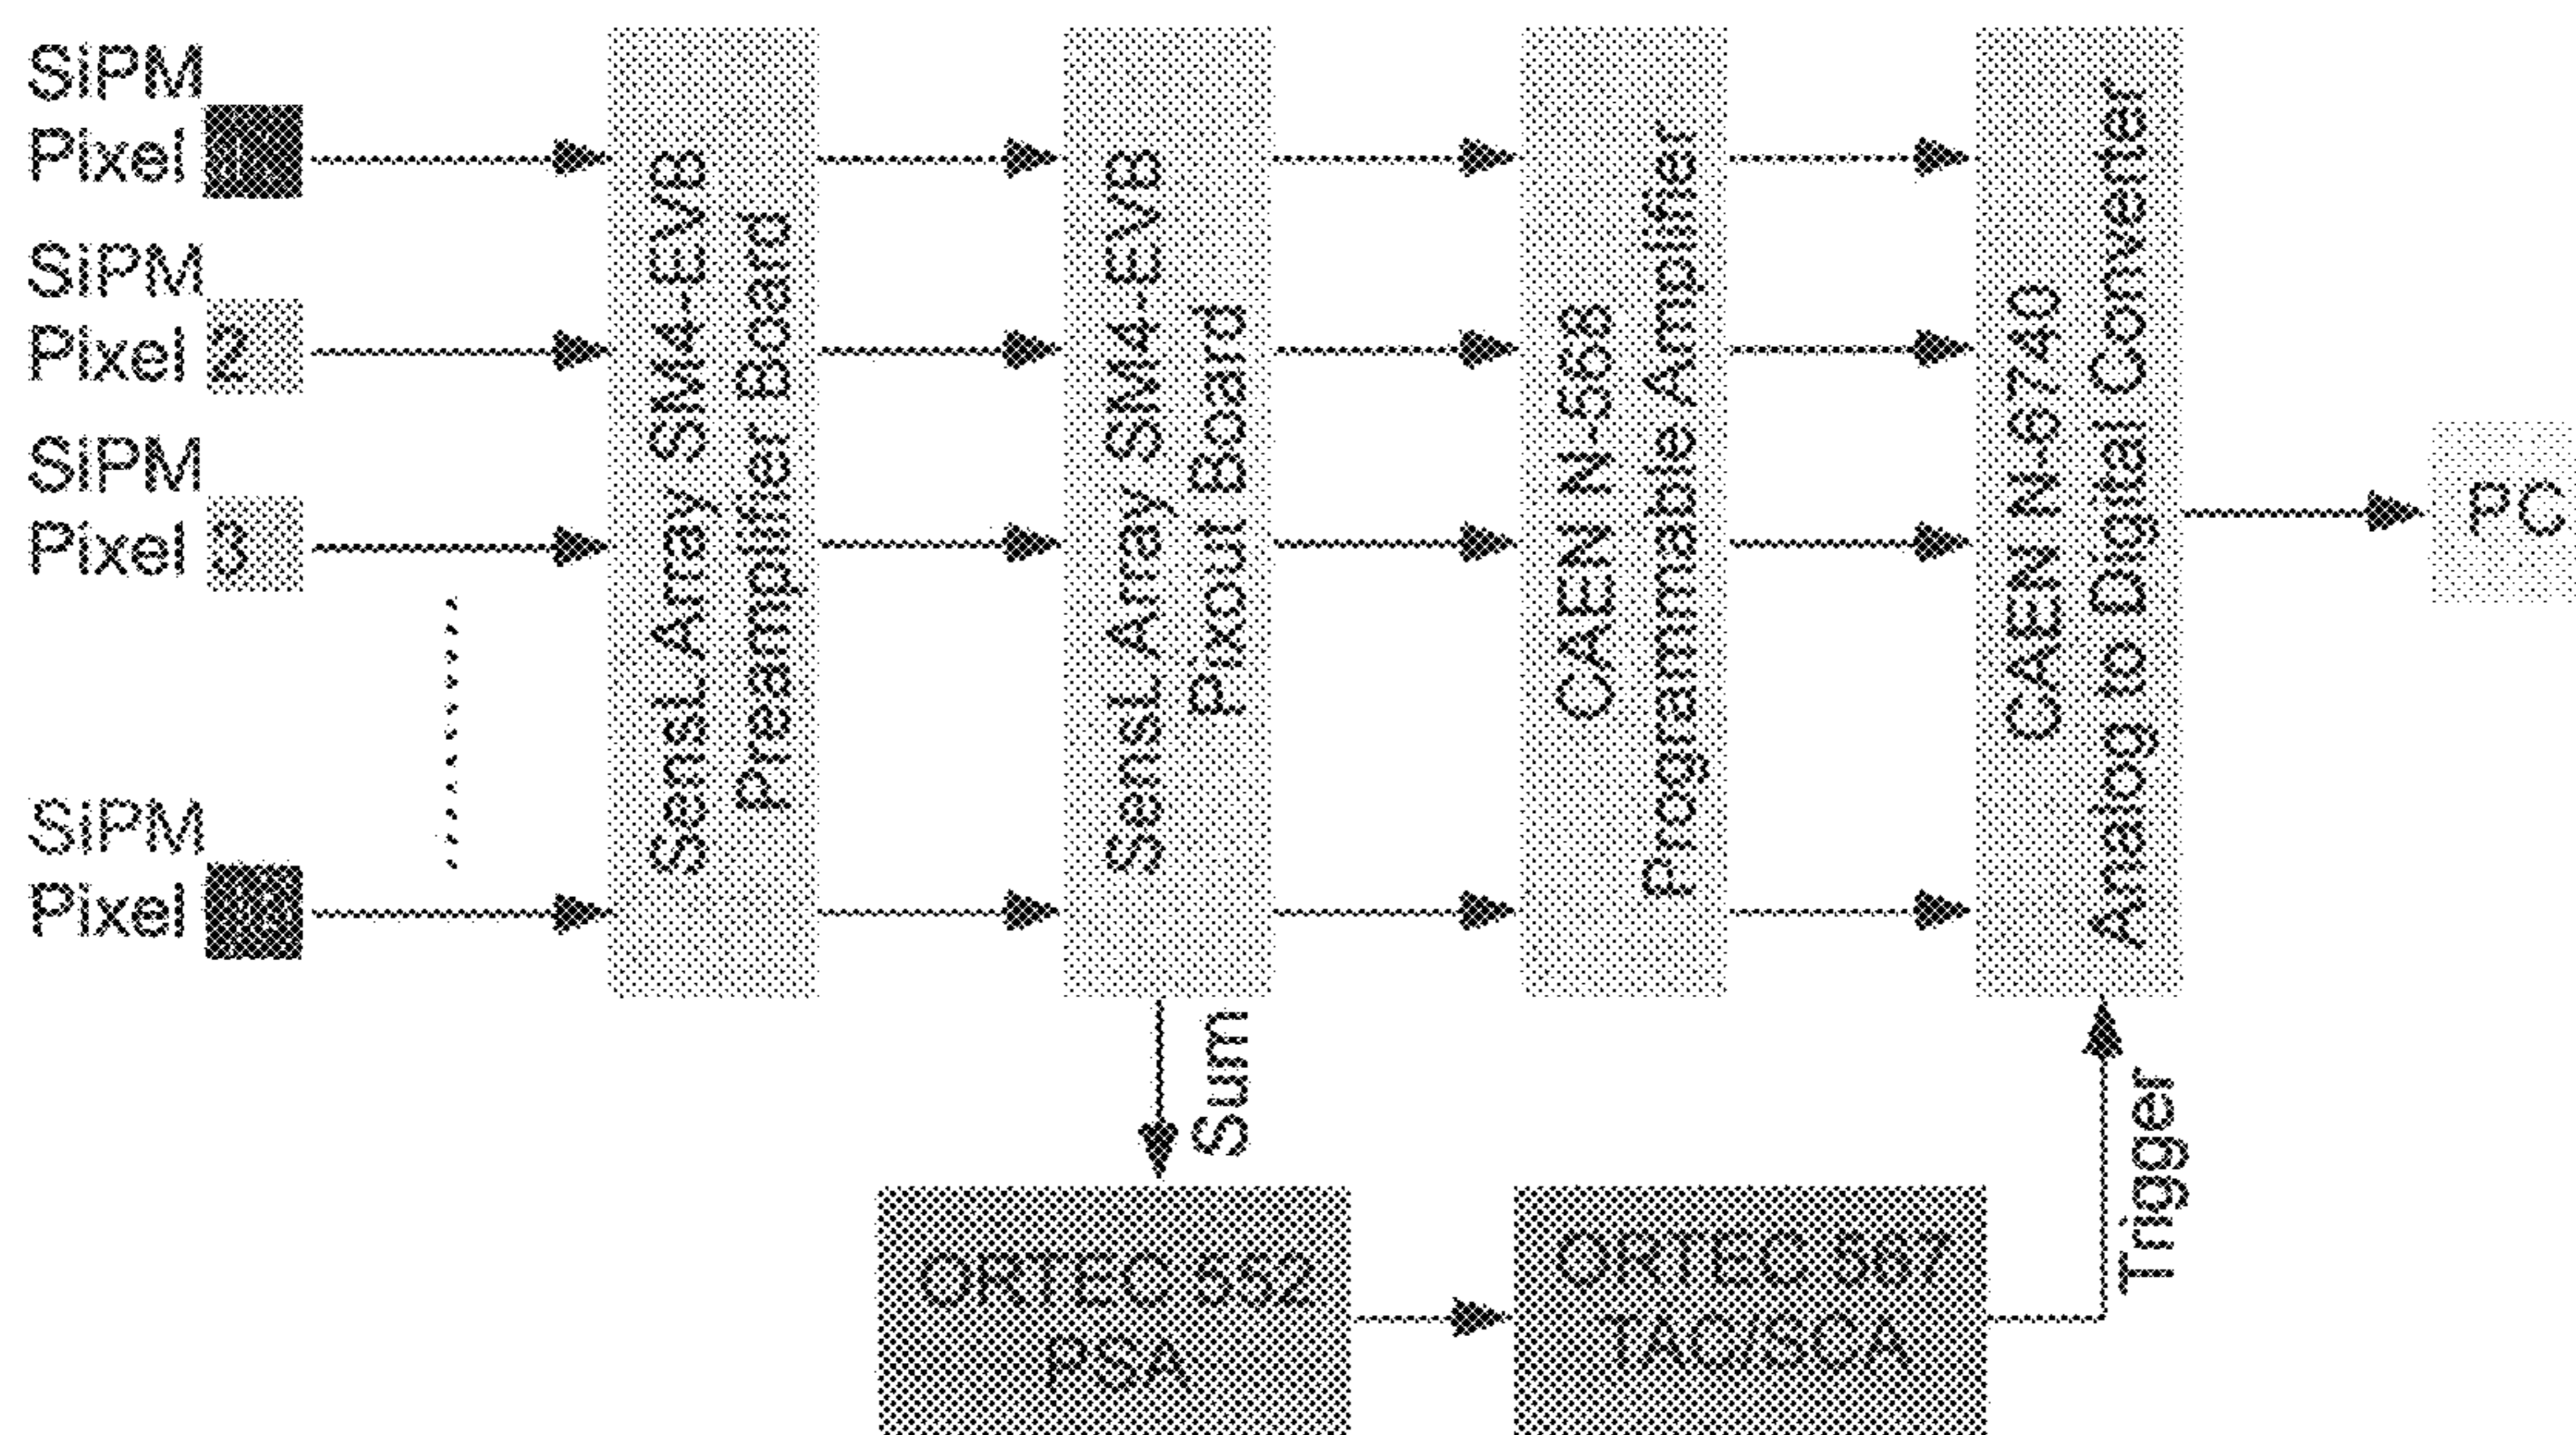 SiPM
Pixel 1
SiPM
Pixel 2
SiPM
Pixel 3
SiPM
Pixel
SensL Array SM4-EVB
Preamplifier Board
SensL Array SM4-EVB
Pixout Board
CAEN N-568
Programmable Amplifier
CAEN N-6740
Analog to Digital Converter
PC
Sum
Trigger
ORTEC 552
PSA
ORTEC 567
TAC/SCA